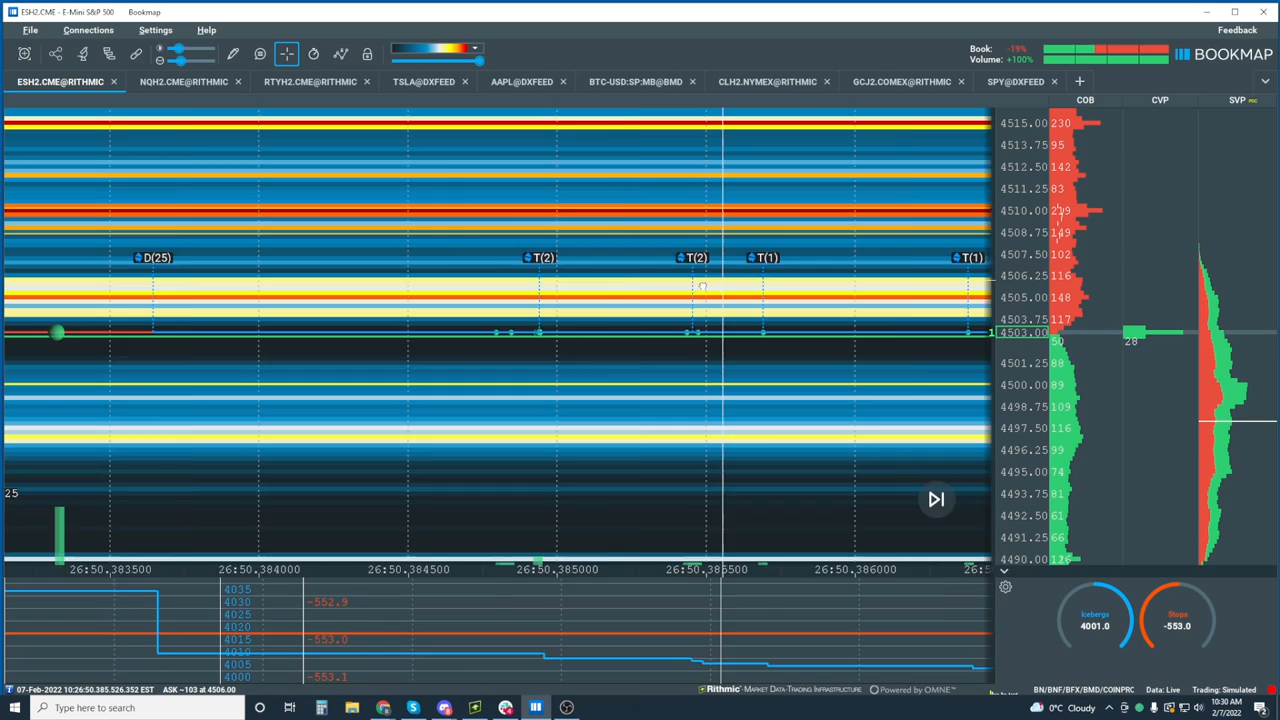 ESH2.CME - E-Mini S&P 500 Bookmap
File Connections Settings Help Feedback
Book: -19%
Volume: +100%
BOOKMAP
ESH2.CME@RITHMIC NQH2.CME@RITHMIC RTYH2.CME@RITHMIC TSLA@DXFEED AAPL@DXFEED BTC-USD:SP:MB@BMD CLH2.NYMEX@RITHMIC GCJ2.COMEX@RITHMIC SPY@DXFEED
COB CVP SVP
4515.00 230
4513.75 95
4512.50 142
4511.25 83
4510.00 219
4508.75 149
D(25) T(2) T(2) T(1) T(1) 4507.50 102
4506.25 116
4505.00 148
4503.75 117
1 4503.00
50 28
4501.25 88
4500.00 89
4498.75 109
4497.50 116
4496.25 99
4495.00 74
25 4493.75 81
4492.50 61
4491.25 66
4490.00 126
26:50.383500 26:50.384000 26:50.384500 26:50.385000 26:50.385500 26:50.386000
4035
4030 -552.9
4025
4020
4015 -553.0
4010
4005
4000 -553.1
Icebergs
4001.0
Stops
-553.0
07-Feb-2022 10:26:50.385.526.352 EST ASK ~103 at 4506.00 Rithmic MARKET DATA-TRADING INFRASTRUCTURE Powered by OMNE BN/BNF/BFX/BMD/COINPRC Data: Live Trading: Simulated
Type here to search 0°C Cloudy 10:30 AM
2/7/2022